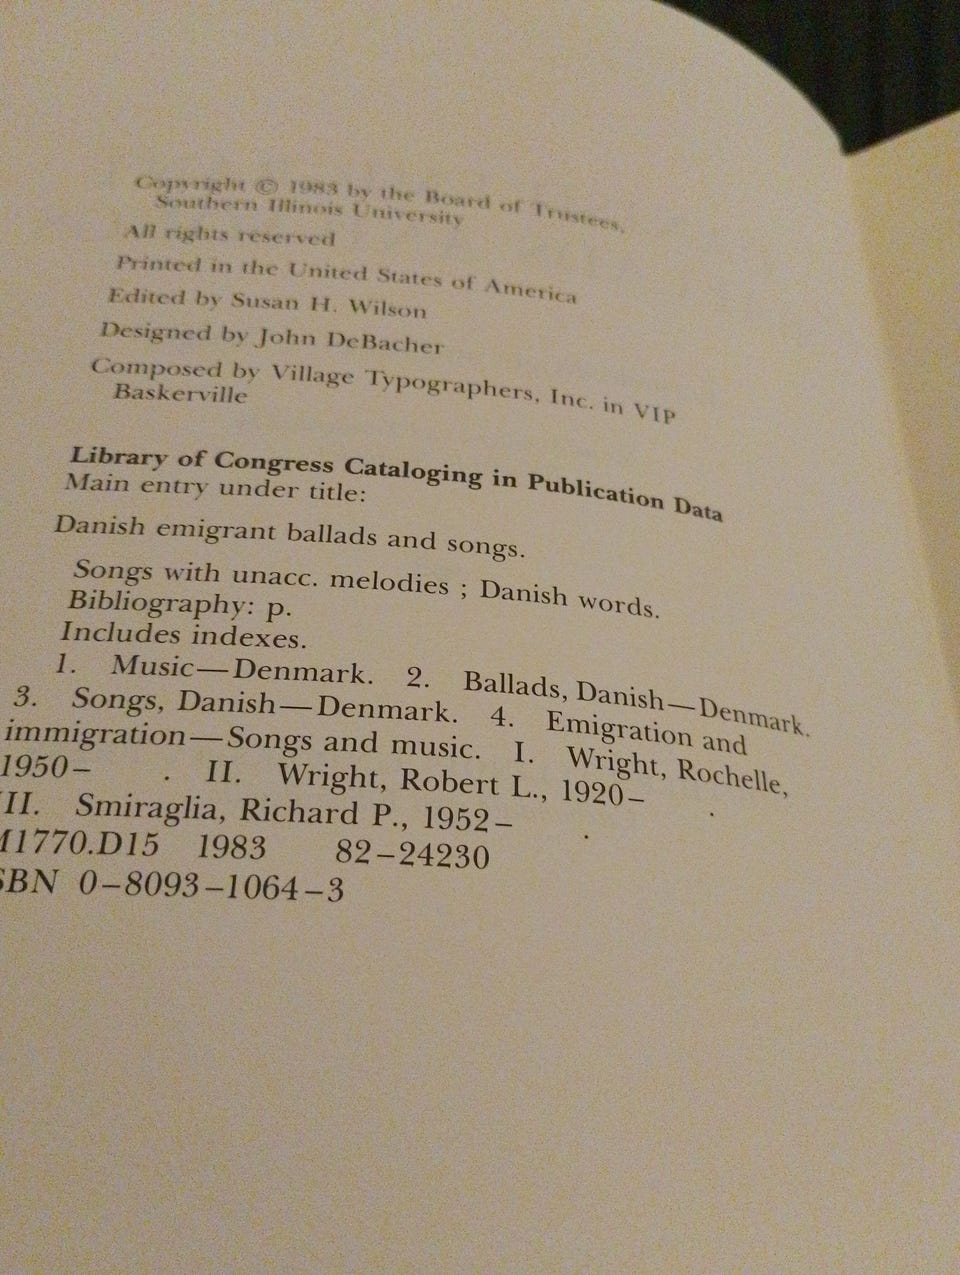 Copyright © 1983 by the Board of Trustees,
Southern Illinois University
All rights reserved
Printed in the United States of America
Edited by Susan H. Wilson
Designed by John DeBacher
Composed by Village Typographers, Inc. in VIP
Baskerville
Library of Congress Cataloging in Publication Data
Main entry under title:
Danish emigrant ballads and songs.
Songs with unacc. melodies ; Danish words.
Bibliography: p.
Includes indexes.
1. Music—Denmark. 2. Ballads, Danish—Denmark.
3. Songs, Danish—Denmark. 4. Emigration and
immigration—Songs and music. I. Wright, Rochelle,
1950– . II. Wright, Robert L., 1920– .
II. Smiraglia, Richard P., 1952– .
1770.D15 1983 82–24230
SBN 0–8093–1064–3